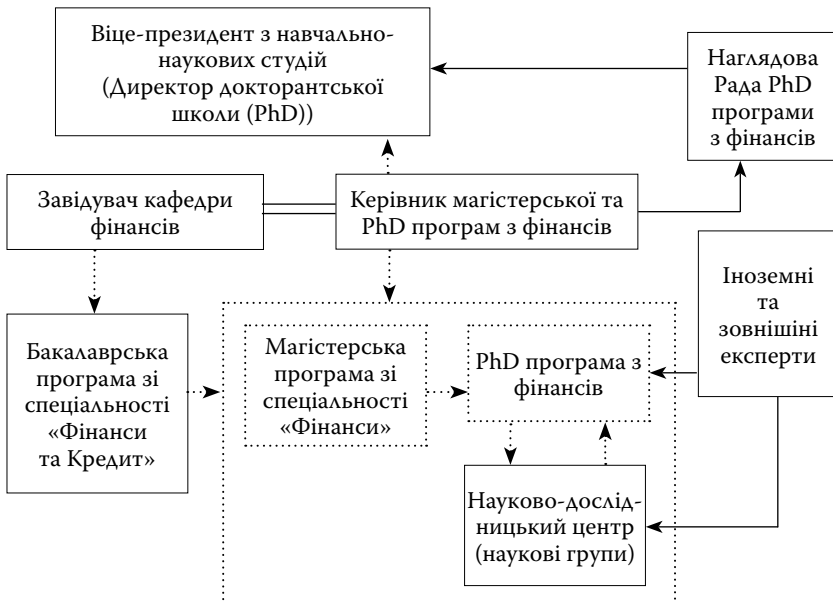 Віце-президент з навчально-
наукових студій
(Директор докторантської
школи (PhD))
Наглядова
Рада PhD
програми
з фінансів
Завідувач кафедри
фінансів
Керівник магістерської та
PhD програм з фінансів
Іноземні та
зовнішіні
експерти
Бакалаврська
програма зі
спеціальності
«Фінанси
та Кредит»
Магістерська
програма зі
спеціальності
«Фінанси»
PhD програма з
фінансів
Науково-дослід-
ницький центр
(наукові групи)